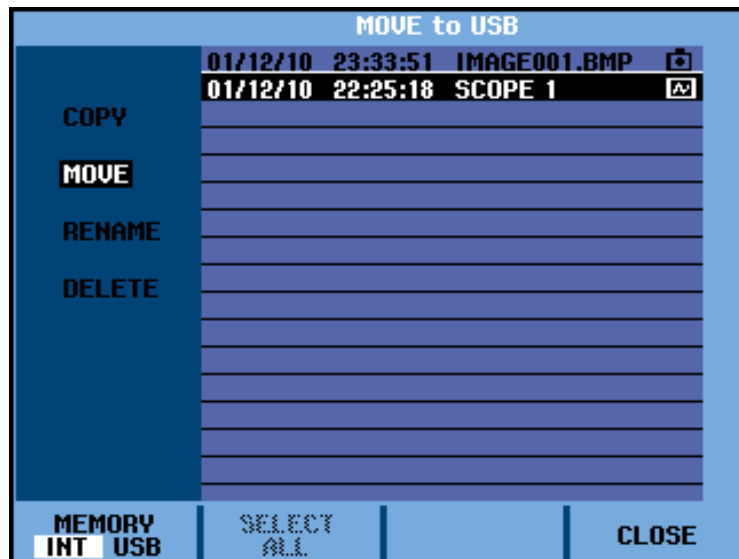 MOVE to USB
01/12/10 23:33:51 IMAGE001.BMP
01/12/10 22:25:18 SCOPE 1
COPY
MOVE
RENAME
DELETE
MEMORY
INT USB
SELECT
ALL
CLOSE